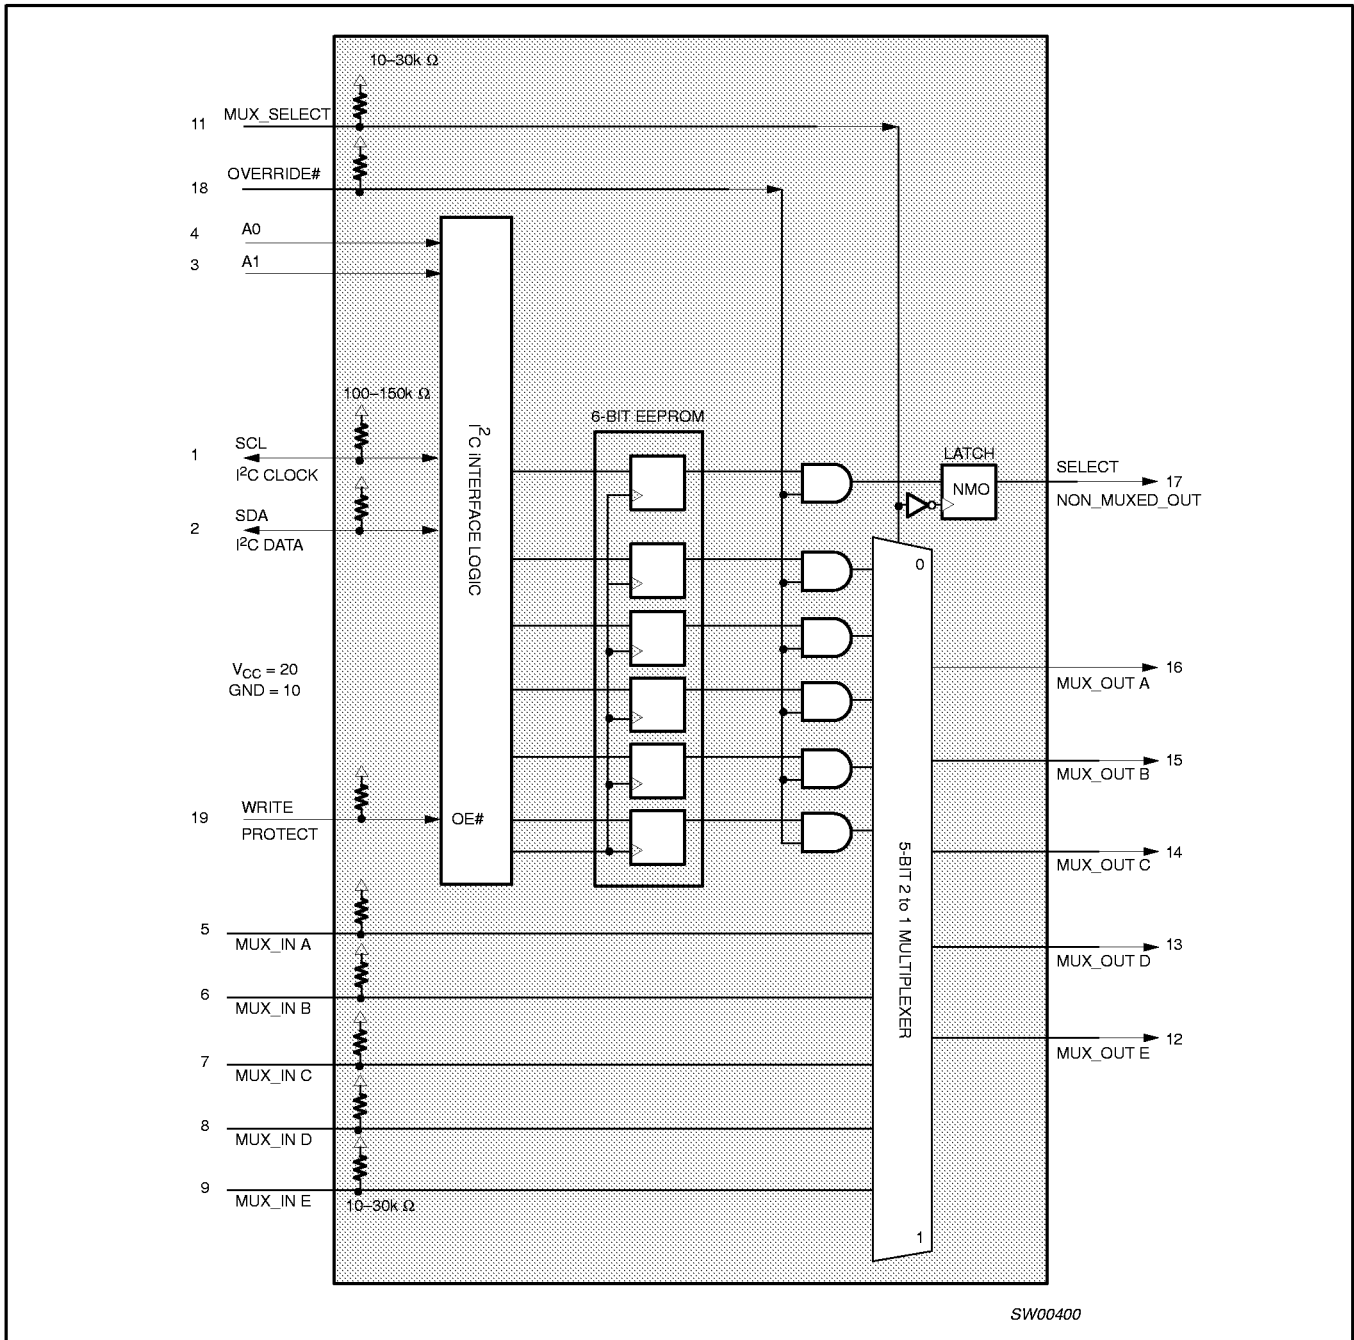 10–30k Ω
11 MUX_SELECT
18 OVERRIDE#
4 A0
3 A1
100–150k Ω
1 SCL
I²C CLOCK
2 SDA
I²C DATA
I²C INTERFACE LOGIC
6-BIT EEPROM
LATCH
NMO
SELECT
17
NON_MUXED_OUT
0
VCC = 20
GND = 10
16
MUX_OUT A
15
MUX_OUT B
19 WRITE
PROTECT
OE#
14
MUX_OUT C
5-BIT 2 to 1 MULTIPLEXER
5
MUX_IN A
13
MUX_OUT D
6
MUX_IN B
12
MUX_OUT E
7
MUX_IN C
8
MUX_IN D
9
MUX_IN E
10–30k Ω
1
SW00400